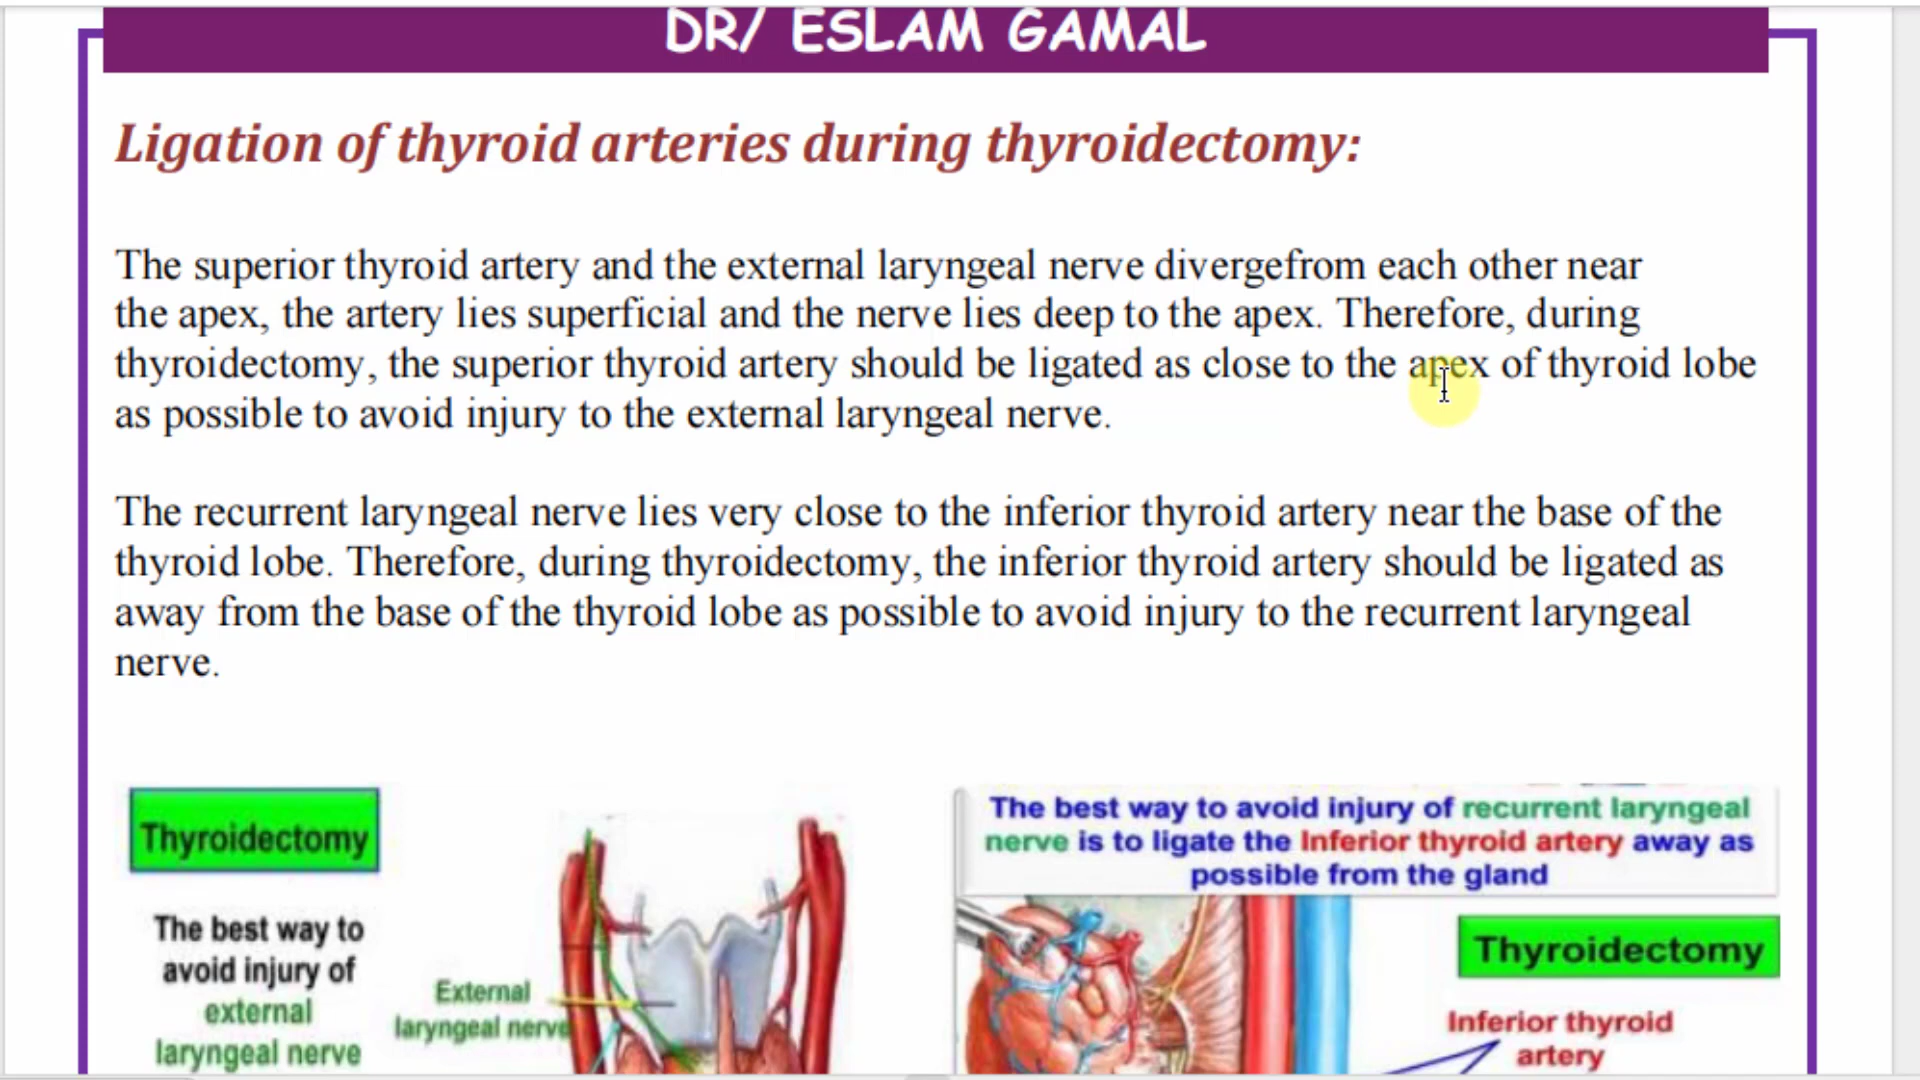 DR/ ESLAM GAMAL
Ligation of thyroid arteries during thyroidectomy:
The superior thyroid artery and the external laryngeal nerve divergefrom each other near
the apex, the artery lies superficial and the nerve lies deep to the apex. Therefore, during
thyroidectomy, the superior thyroid artery should be ligated as close to the apex of thyroid lobe
as possible to avoid injury to the external laryngeal nerve.
The recurrent laryngeal nerve lies very close to the inferior thyroid artery near the base of the
thyroid lobe. Therefore, during thyroidectomy, the inferior thyroid artery should be ligated as
away from the base of the thyroid lobe as possible to avoid injury to the recurrent laryngeal
nerve.
Thyroidectomy
The best way to
avoid injury of
external
laryngeal nerve
External
laryngeal nerve
The best way to avoid injury of recurrent laryngeal
nerve is to ligate the Inferior thyroid artery away as
possible from the gland
Thyroidectomy
Inferior thyroid
artery